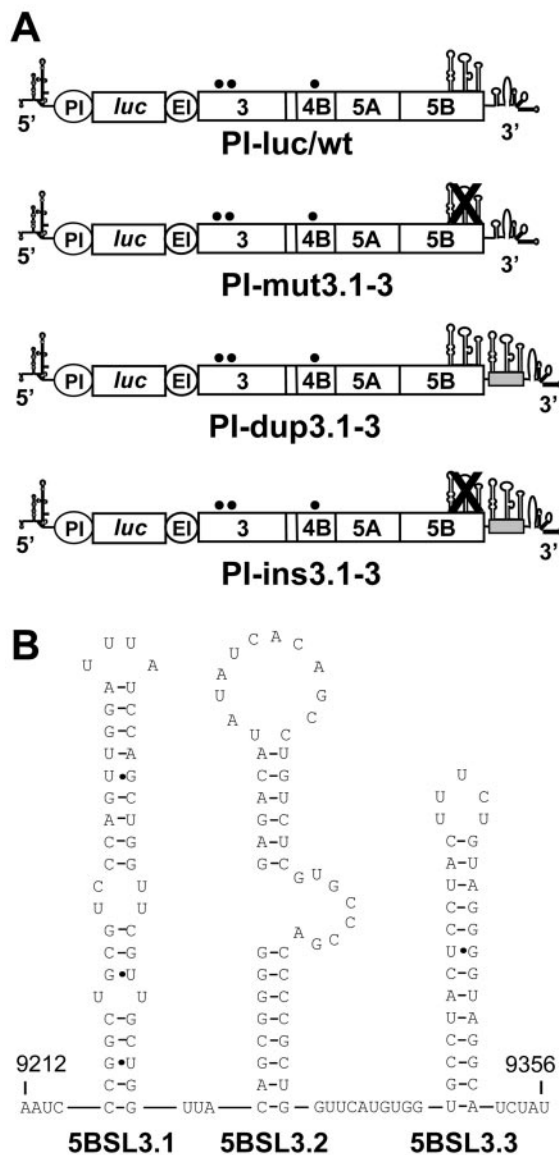 A
PI luc EI 3 4B 5A 5B
5’ 3’
PI-luc/wt
PI luc EI 3 4B 5A 5B X
5’ 3’
PI-mut3.1-3
PI luc EI 3 4B 5A 5B
5’ 3’
PI-dup3.1-3
PI luc EI 3 4B 5A 5B X
5’ 3’
PI-ins3.1-3
B
U U
U A
A–U
G–C
G–C
U–A
U•G
G–C
A–U
C–G
C–G
C U
U U
G–C
C–G
G•U
U U
C–G
G–C
G•U
C–G
C–G
U A U A U C A C A G C C
A–U
C–G
A–U
G–C
A–U
G–C
G U G C C C G A
G–C
G–C
G–C
G–C
C–G
G–C
A–U
C–G
U U U C U
C–G
A–U
U–A
C–G
C–G
U•G
C–G
A–U
U–A
C–G
C–G
G–C
U–A
9212 9356
AAUC UUA GUUCAUGUGG UCUAU
5BSL3.1 5BSL3.2 5BSL3.3